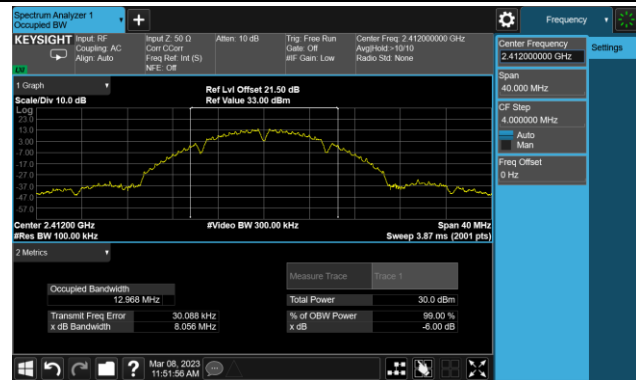 Spectrum Analyzer 1
Occupied BW
Frequency
KEYSIGHT
Input: RF
Coupling: AC
Align: Auto
Input Z: 50 Ω
Corr CCorr
Freq Ref: Int (S)
NFE: Off
Atten: 10 dB
Trig: Free Run
Gate: Off
#IF Gain: Low
Center Freq: 2.412000000 GHz
Avg|Hold:>10/10
Radio Std: None
Center Frequency
2.412000000 GHz
Settings
Span
40.000 MHz
CF Step
4.000000 MHz
Auto
Man
Freq Offset
0 Hz
1 Graph
Scale/Div 10.0 dB
Ref Lvl Offset 21.50 dB
Ref Value 33.00 dBm
Log
23.0
13.0
3.00
-7.00
-17.0
-27.0
-37.0
-47.0
-57.0
Center 2.41200 GHz
#Res BW 100.00 kHz
#Video BW 300.00 kHz
Span 40 MHz
Sweep 3.87 ms (2001 pts)
2 Metrics
Measure Trace
Trace 1
Occupied Bandwidth
12.968 MHz
Total Power
30.0 dBm
Transmit Freq Error
30.088 kHz
% of OBW Power
99.00 %
x dB Bandwidth
8.056 MHz
x dB
-6.00 dB
Mar 08, 2023
11:51:56 AM